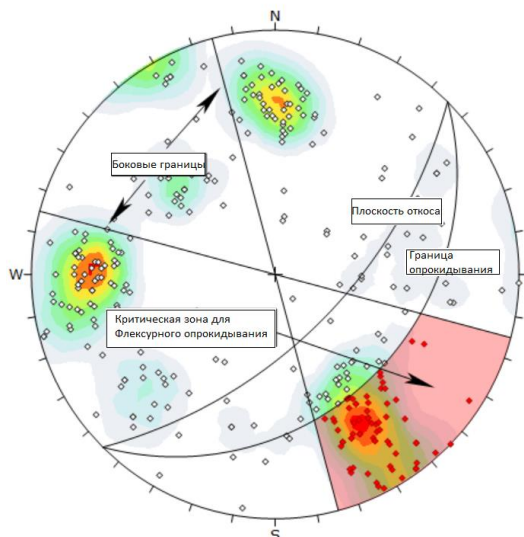 N
Боковые границы
Плоскость откоса
Граница
опрокидывания
W
Критическая зона для
Флексурного опрокидывания
S